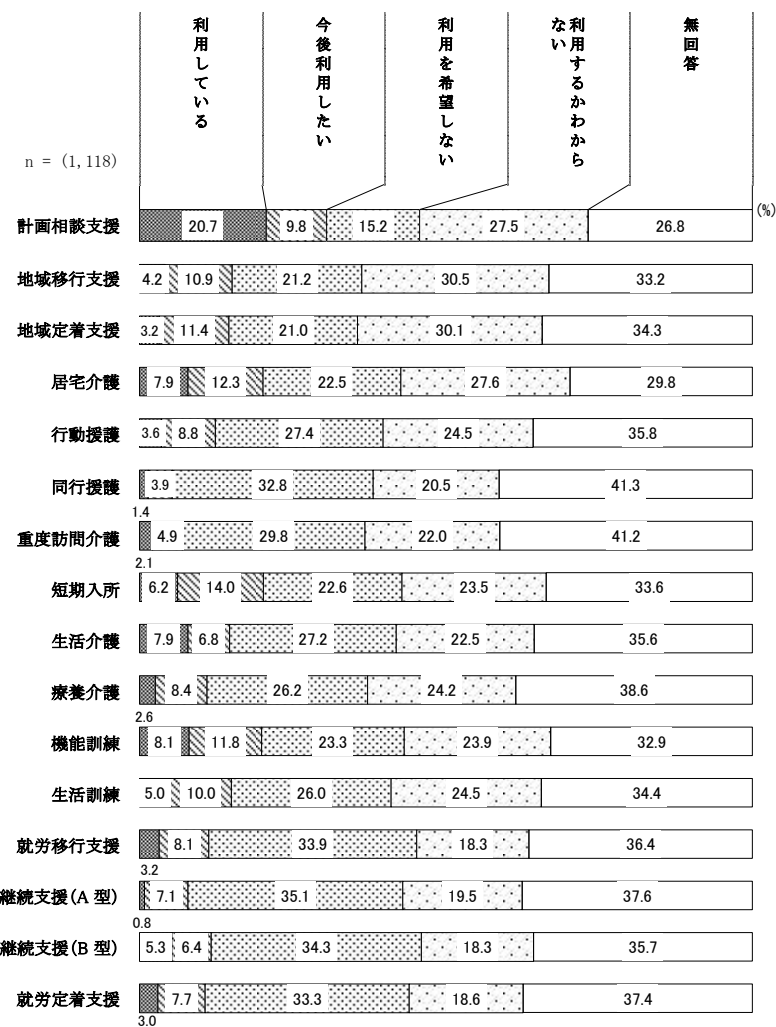 利用している
今後利用したい
利用を希望しない
利用するかわから
ない
無回答
n = (1,118)
(%)
計画相談支援 20.7 9.8 15.2 27.5 26.8
地域移行支援 4.2 10.9 21.2 30.5 33.2
地域定着支援 3.2 11.4 21.0 30.1 34.3
居宅介護 7.9 12.3 22.5 27.6 29.8
行動援護 3.6 8.8 27.4 24.5 35.8
同行援護 3.9 32.8 20.5 41.3
1.4
重度訪問介護 4.9 29.8 22.0 41.2
2.1
短期入所 6.2 14.0 22.6 23.5 33.6
生活介護 7.9 6.8 27.2 22.5 35.6
療養介護 8.4 26.2 24.2 38.6
2.6
機能訓練 8.1 11.8 23.3 23.9 32.9
生活訓練 5.0 10.0 26.0 24.5 34.4
就労移行支援 8.1 33.9 18.3 36.4
3.2
継続支援(A 型) 7.1 35.1 19.5 37.6
0.8
継続支援(B 型) 5.3 6.4 34.3 18.3 35.7
就労定着支援 7.7 33.3 18.6 37.4
3.0